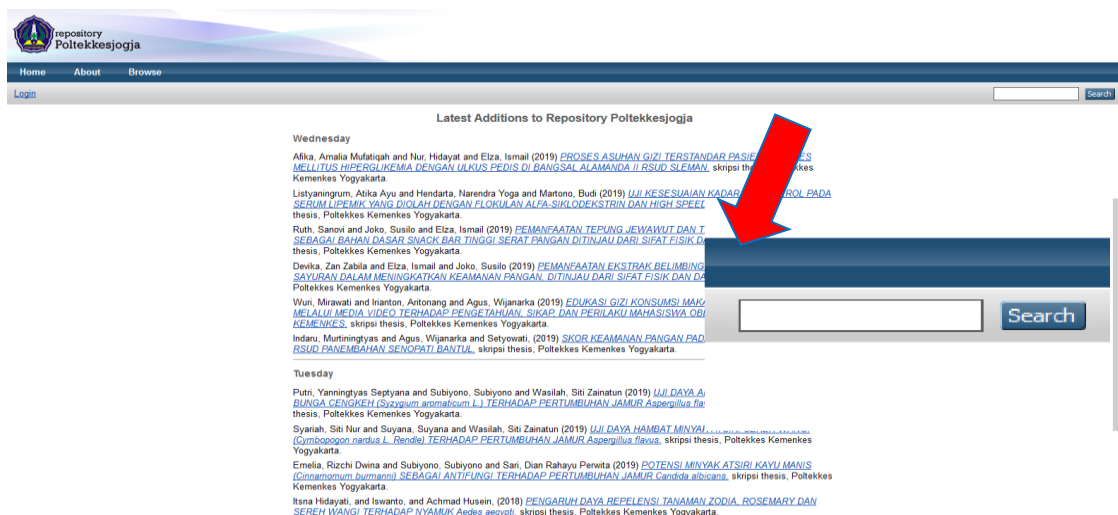 repository
Poltekkesjogja
Home About Browse
Login
Search
Latest Additions to Repository Poltekkesjogja
Wednesday
Afika, Amalia Mufatiqah and Nur, Hidayat and Elza, Ismail (2019) PROSES ASUHAN GIZI TERSTANDAR
MELLITUS HIPERGLIKEMIA DENGAN ULKUS PEDIS DI BANGSAL ALAMANDA II RSUD SLEMAN. skripsi
Kemenkes Yogyakarta.
Listyaningrum, Atika Ayu and Hendarta, Narendra Yoga and Martono, Budi (2019) UJI KESESUAIAN KADAR PADA
SERUM LIPEMIK YANG DIOLAH DENGAN FLOKULAN ALFA-SIKLODEKSTRIN DAN HIGH SPEED
thesis, Poltekkes Kemenkes Yogyakarta.
Ruth, Sanovi and Joko, Susilo and Elza, Ismail (2019) PEMANFAATAN TEPUNG JEWAWUT DAN
SEBAGAI BAHAN DASAR SNACK BAR TINGGI SERAT PANGAN DITINJAU DARI SIFAT FISIK
thesis, Poltekkes Kemenkes Yogyakarta.
Devika, Zan Zabila and Elza, Ismail and Joko, Susilo (2019) PEMANFAATAN EKSTRAK BELIMBING
SAYURAN DALAM MENINGKATKAN KEAMANAN PANGAN, DITINJAU DARI SIFAT FISIK DAN
Poltekkes Kemenkes Yogyakarta.
Wuri, Mirawati and Irianton, Aritonang and Agus, Wijanarka (2019) EDUKASI GIZI KONSUMSI
MELALUI MEDIA VIDEO TERHADAP PENGETAHUAN, SIKAP, DAN PERILAKU MAHASISWA
KEMENKES. skripsi thesis, Poltekkes Kemenkes Yogyakarta.
Indaru, Murtiningtyas and Agus, Wijanarka and Setyowati, (2019) SKOR KEAMANAN PANGAN
RSUD PANEMBAHAN SENOPATI BANTUL. skripsi thesis, Poltekkes Kemenkes Yogyakarta.
Search
Tuesday
Putri, Yanningtyas Septyana and Subiyono, Subiyono and Wasilah, Siti Zainatun (2019) UJI DAYA
BUNGA CENGKEH (Syzygium aromaticum L.) TERHADAP PERTUMBUHAN JAMUR Aspergillus
thesis, Poltekkes Kemenkes Yogyakarta.
Syariah, Siti Nur and Suyana, Suyana and Wasilah, Siti Zainatun (2019) UJI DAYA HAMBAT
(Cymbopogon nardus L. Rendle) TERHADAP PERTUMBUHAN JAMUR Aspergillus flavus. skripsi thesis, Poltekkes Kemenkes
Yogyakarta.
Emelia, Rizchi Dwina and Subiyono, Subiyono and Sari, Dian Rahayu Perwita (2019) POTENSI MINYAK ATSIRI KAYU MANIS
(Cinnamomum burmanni) SEBAGAI ANTIFUNGI TERHADAP PERTUMBUHAN JAMUR Candida albicans. skripsi thesis, Poltekkes
Kemenkes Yogyakarta.
Itsna Hidayati, and Iswanto, and Achmad Husein, (2018) PENGARUH DAYA REPELENSI TANAMAN ZODIA, ROSEMARY DAN
SEREH WANGI TERHADAP NYAMUK Aedes aegypti. skripsi thesis, Poltekkes Kemenkes Yogyakarta.